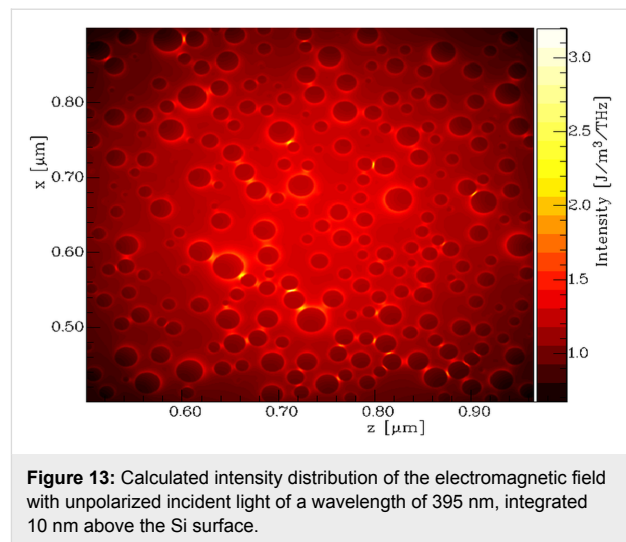 3.0
0.80
2.5
x [μm]
0.70
2.0
0.60
1.5
0.50
1.0
Intensity [J/m³/THz]
0.60 0.70 0.80 0.90
z [μm]
Figure 13: Calculated intensity distribution of the electromagnetic field
with unpolarized incident light of a wavelength of 395 nm, integrated
10 nm above the Si surface.